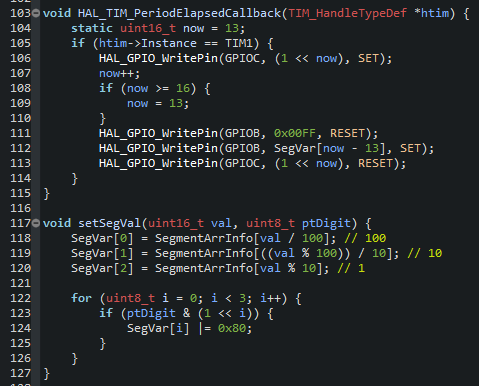 103 void HAL_TIM_PeriodElapsedCallback(TIM_HandleTypeDef *htim) {
104     static uint16_t now = 13;
105     if (htim->Instance == TIM1) {
106         HAL_GPIO_WritePin(GPIOC, (1 << now), SET);
107         now++;
108         if (now >= 16) {
109             now = 13;
110         }
111         HAL_GPIO_WritePin(GPIOB, 0x00FF, RESET);
112         HAL_GPIO_WritePin(GPIOB, SegVar[now - 13], SET);
113         HAL_GPIO_WritePin(GPIOC, (1 << now), RESET);
114     }
115 }
116
117 void setSegVal(uint16_t val, uint8_t ptDigit) {
118     SegVar[0] = SegmentArrInfo[val / 100]; // 100
119     SegVar[1] = SegmentArrInfo[((val % 100)) / 10]; // 10
120     SegVar[2] = SegmentArrInfo[val % 10]; // 1
121
122     for (uint8_t i = 0; i < 3; i++) {
123         if (ptDigit & (1 << i)) {
124             SegVar[i] |= 0x80;
125         }
126     }
127 }